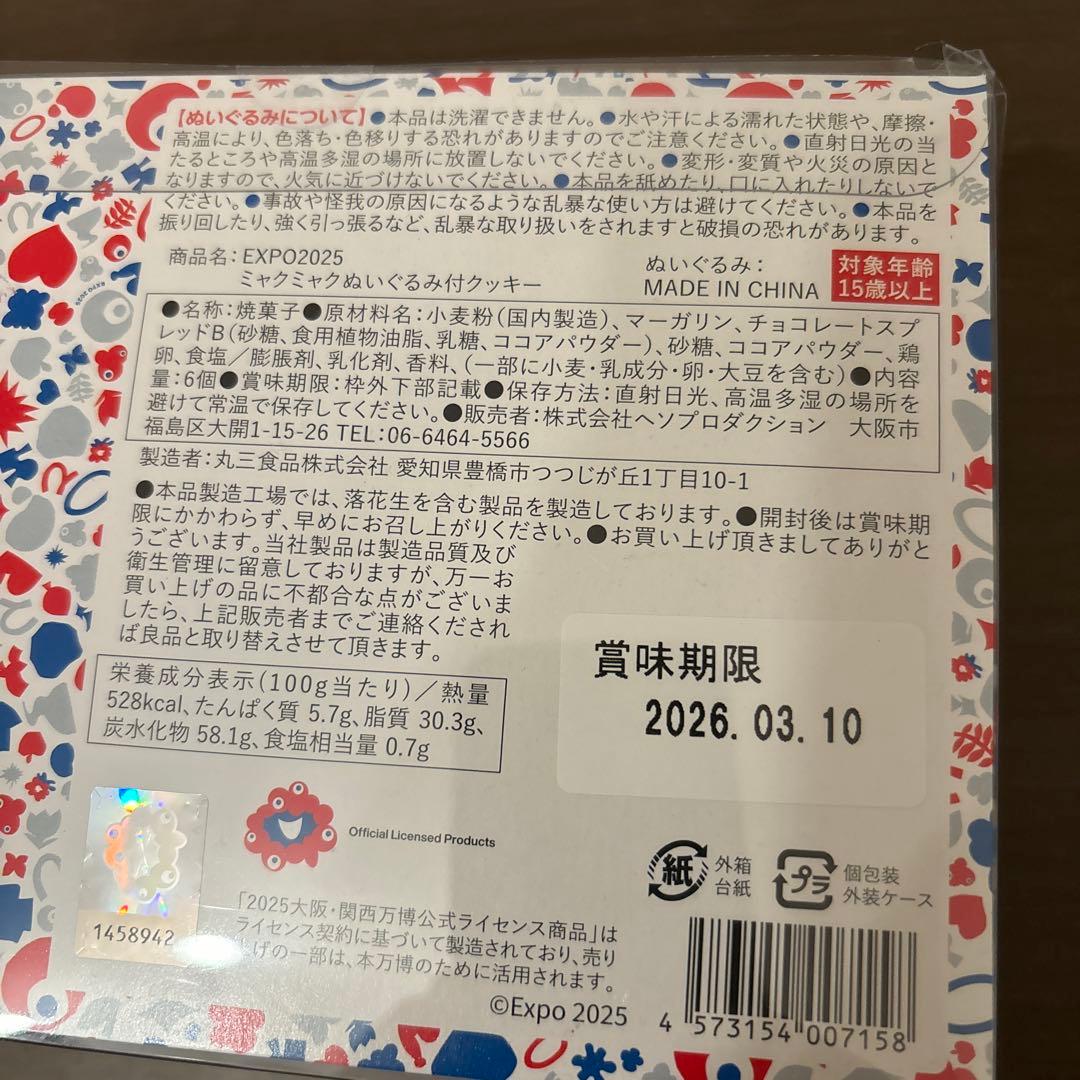 【ぬいぐるみについて】●本品は洗濯できません。●水や汗による濡れた状態や、摩擦・
高温により、色落ち・色移りする恐れがありますのでご注意ください。●直射日光の当
たるところや高温多湿の場所に放置しないでください。●変形・変質や火災の原因と
なりますので、火気に近づけないでください。●本品を舐めたり、口に入れたりしないで
ください。●事故や怪我の原因になるような乱暴な使い方は避けてください。●本品を
振り回したり、強く引っ張るなど、乱暴な取り扱いをされますと破損の恐れがあります。
商品名：EXPO2025
ミャクミャクぬいぐるみ付クッキー
ぬいぐるみ：
MADE IN CHINA
対象年齢
15歳以上
●名称：焼菓子●原材料名：小麦粉（国内製造）、マーガリン、チョコレートスプ
レッドB（砂糖、食用植物油脂、乳糖、ココアパウダー）、砂糖、ココアパウダー、鶏
卵、食塩／膨脹剤、乳化剤、香料、（一部に小麦・乳成分・卵・大豆を含む）●内容
量：6個●賞味期限：枠外下部記載●保存方法：直射日光、高温多湿の場所を
避けて常温で保存してください。●販売者：株式会社ヘソプロダクション　大阪市
福島区大開1-15-26 TEL：06-6464-5566
製造者：丸三食品株式会社 愛知県豊橋市つつじが丘1丁目10-1
●本品製造工場では、落花生を含む製品を製造しております。●開封後は賞味期
限にかかわらず、早めにお召し上がりください。●お買い上げ頂きましてありがと
うございます。当社製品は製造品質及び
衛生管理に留意しておりますが、万一お
買い上げの品に不都合な点がございま
したら、上記販売者までご連絡くだされ
ば良品と取り替えさせて頂きます。
栄養成分表示（100g当たり）／熱量
528kcal、たんぱく質 5.7g、脂質 30.3g、
炭水化物 58.1g、食塩相当量 0.7g
賞味期限
2026.03.10
Official Licensed Products
1458942
紙
外箱
台紙
プラ
個包装
外装ケース
「2025大阪・関西万博公式ライセンス商品」は
ライセンス契約に基づいて製造されており、売り
上げの一部は、本万博のために活用されます。
©Expo 2025
4 573154 007158